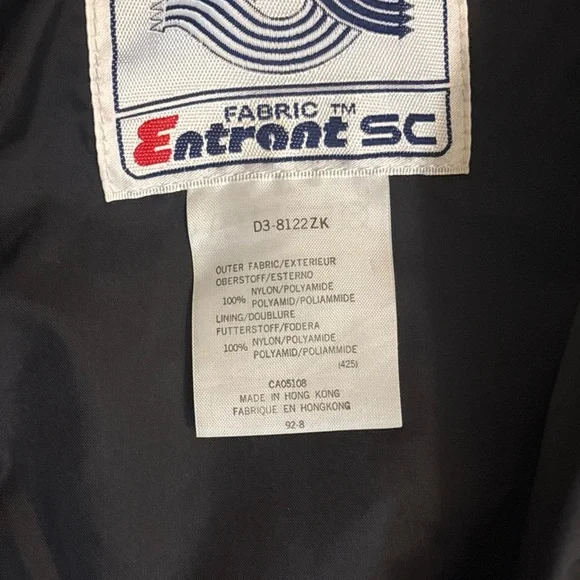 FABRIC TM
Entrant SC
D3-8122ZK
OUTER FABRIC/EXTERIEUR
OBERSTOFF/ESTERNO
NYLON/POLYAMIDE
100% POLYAMID/POLIAMMIDE
LINING/DOUBLURE
FUTTERSTOFF/FODERA
100% NYLON/POLYAMIDE
POLYAMID/POLIAMMIDE
(425)
CA05108
MADE IN HONG KONG
FABRIQUE EN HONGKONG
92-8